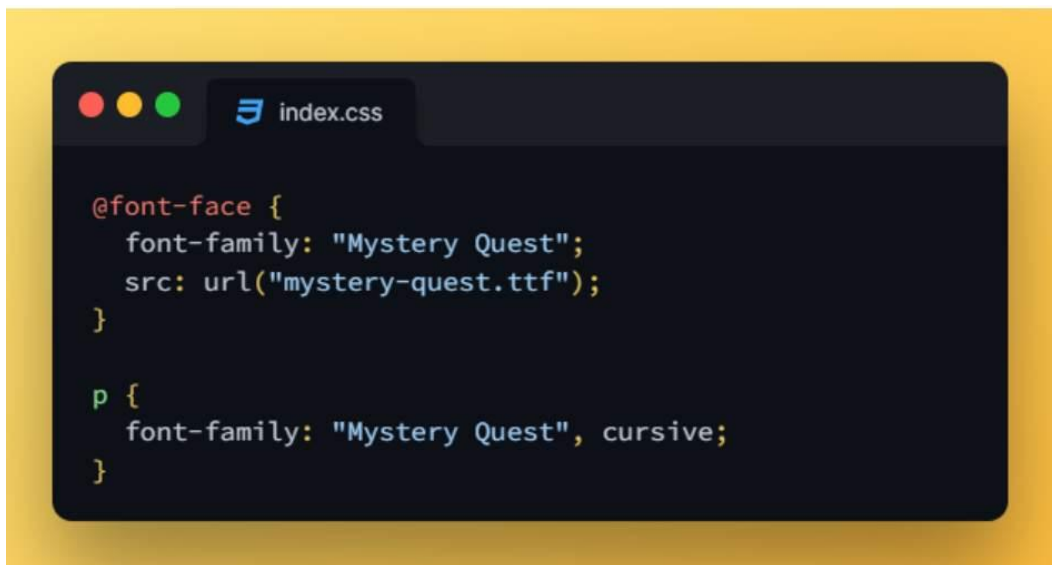 index.css
@font-face {
  font-family: "Mystery Quest";
  src: url("mystery-quest.ttf");
}
p {
  font-family: "Mystery Quest", cursive;
}